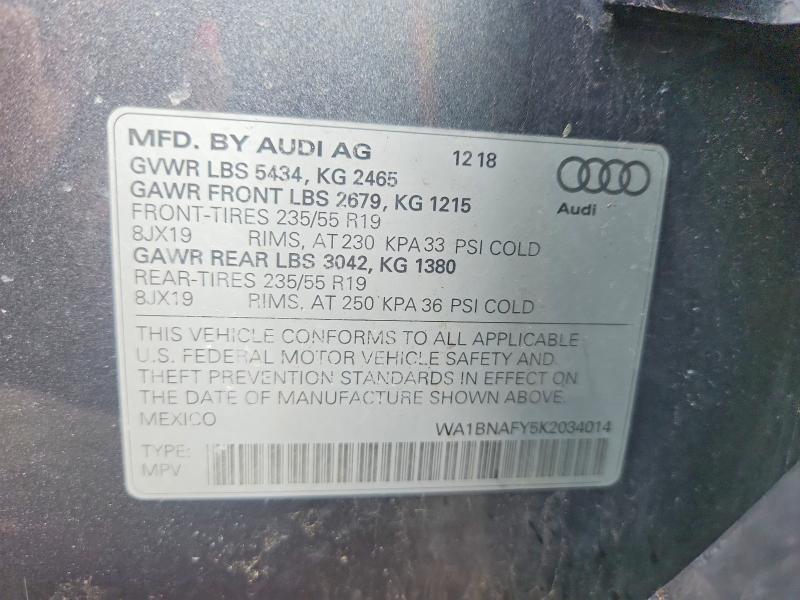 MFD. BY AUDI AG 12 18
GVWR LBS 5434, KG 2465
GAWR FRONT LBS 2679, KG 1215
FRONT-TIRES 235/55 R19
8JX19 RIMS, AT 230 KPA 33 PSI COLD
GAWR REAR LBS 3042, KG 1380
REAR-TIRES 235/55 R19
8JX19 RIMS, AT 250 KPA 36 PSI COLD
Audi
THIS VEHICLE CONFORMS TO ALL APPLICABLE
U.S. FEDERAL MOTOR VEHICLE SAFETY AND
THEFT PREVENTION STANDARDS IN EFFECT ON
THE DATE OF MANUFACTURE SHOWN ABOVE.
MEXICO WA1BNAFY5K2034014
TYPE:
MPV